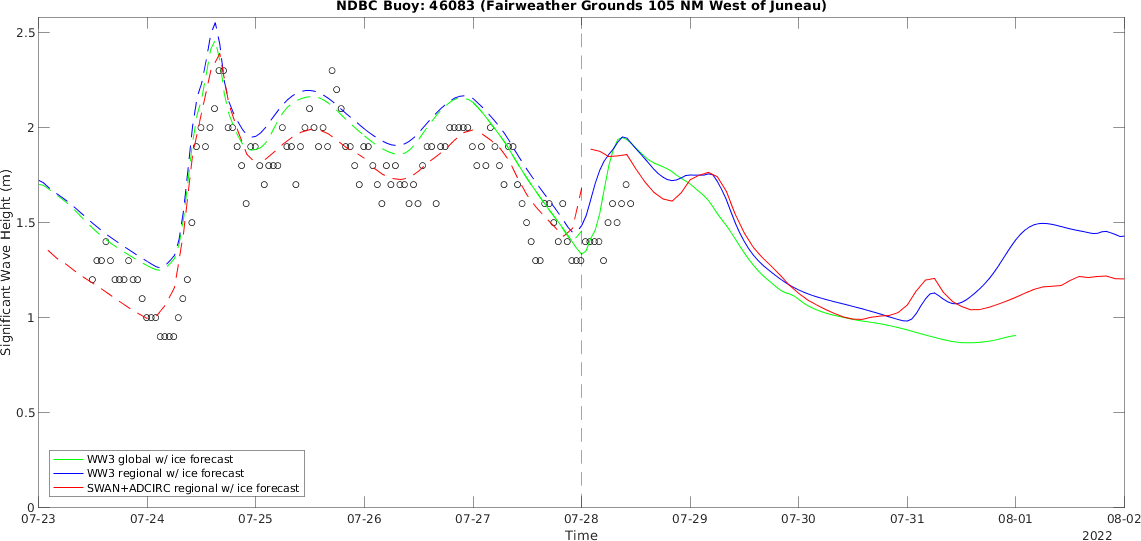 NDBC Buoy: 46083 (Fairweather Grounds 105 NM West of Juneau)
Significant Wave Height (m)
2.5
2
1.5
1
0.5
0
WW3 global w/ ice forecast
WW3 regional w/ ice forecast
SWAN+ADCIRC regional w/ ice forecast
07-23 07-24 07-25 07-26 07-27 07-28 07-29 07-30 07-31 08-01 08-02
Time
2022